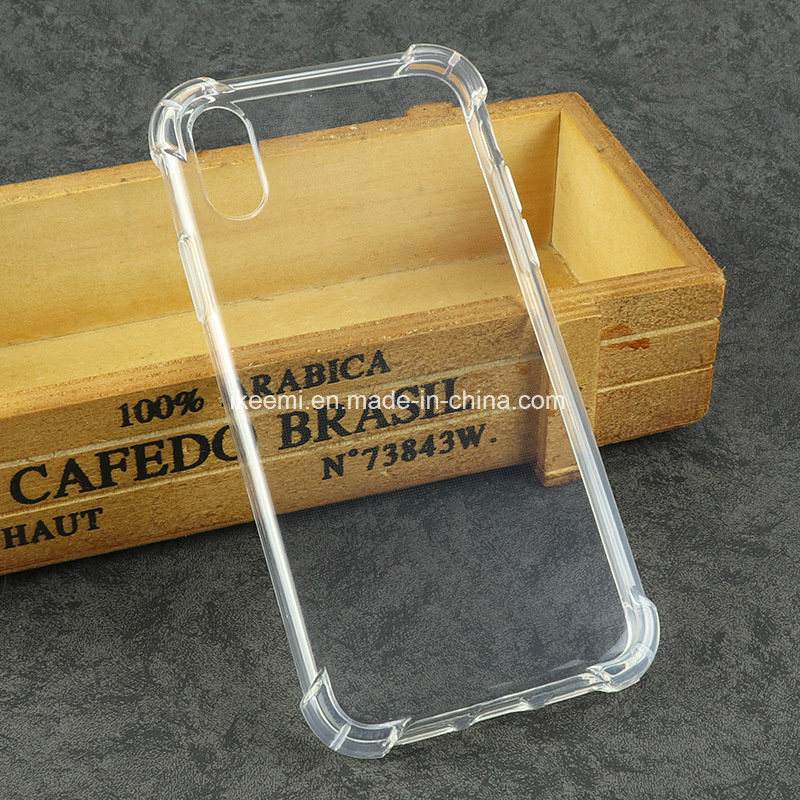 100% ARABICA
CAFEDO BRASIL
N°73843W.
HAUT
keemi.en.made-in-china.com